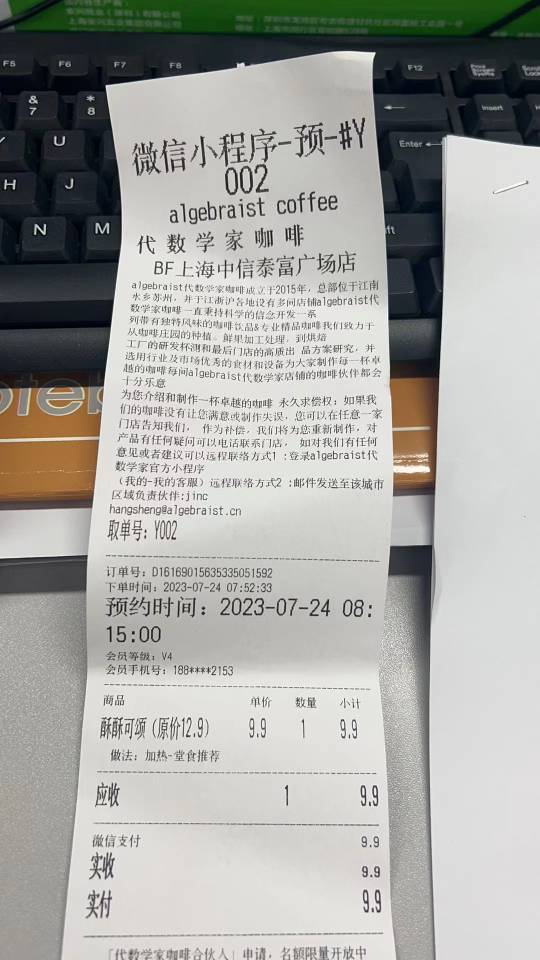 F5
F6
F7
F8
F12
Print
Screen
SysRq
Scroll
&
7
*
8
Insert
Enter
Y
U
H
J
N
M
微信小程序-预-#Y
002
algebraist coffee
代数学家咖啡
BF上海中信泰富广场店
algebraist代数学家咖啡成立于2015年，总部位于江南
水乡苏州，并于江浙沪各地设有多间店铺algebraist代
数学家咖啡一直秉持科学的信念开发一系
列带有独特风味的咖啡饮品&专业精品咖啡我们致力于
从咖啡庄园的种植。鲜果加工处理，到烘焙
工厂的研发杯测和最后门店的高质出 品方案研究，并
选用行业及市场优秀的食材和设备为大家制作每一杯卓
越的咖啡每间algebraist代数学家店铺的咖啡伙伴都会
十分乐意
为您介绍和制作一杯卓越的咖啡 永久求偿权：如果我
们的咖啡没有让您满意或制作失误，您可以在任意一家
门店告知我们， 作为补偿，我们将为您重新制作，对
产品有任何疑问可以电话联系门店， 如对我们有任何
意见或者建议可以远程联络方式1 :登录algebraist代
数学家官方小程序
（我的-我的客服）远程联络方式2 :邮件发送至该城市
区域负责伙伴:jinc
hangsheng@algebraist.cn
取单号：Y002
订单号：D16169015635335051592
下单时间：2023-07-24 07:52:33
预约时间：2023-07-24 08:
15:00
会员等级：V4
会员手机号：188****2153
商品 单价 数量 小计
酥酥可颂（原价12.9） 9.9 1 9.9
做法：加热-堂食推荐
应收 1 9.9
微信支付 9.9
实收 9.9
实付 9.9
「代数学家咖啡合伙人」申请，名额限量开放中